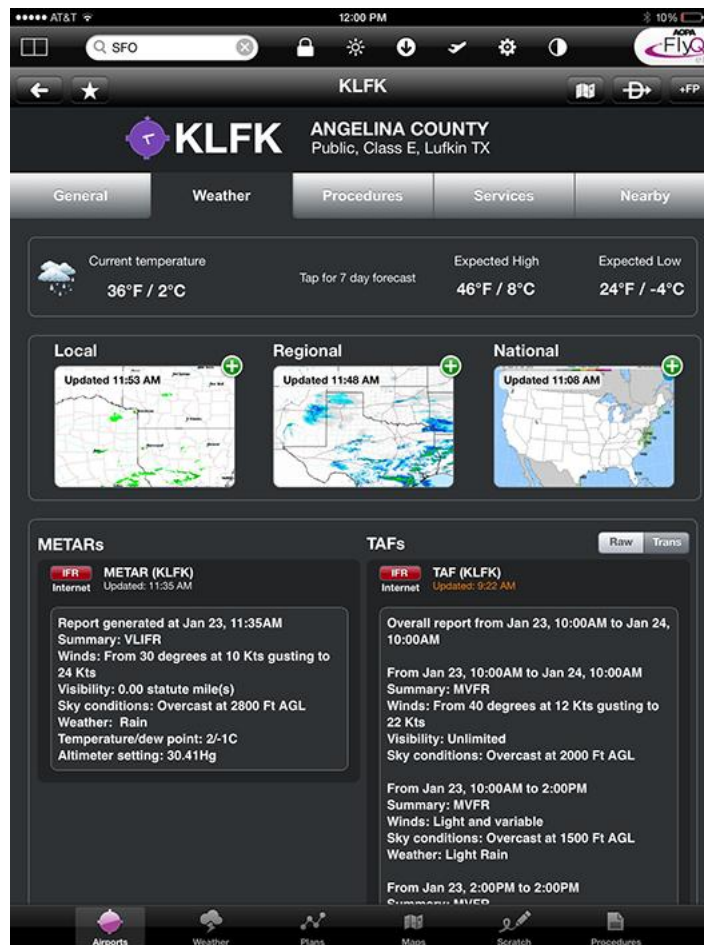 AT&T 12:00 PM 10%
SFO
AOPA
FlyQ
KLFK
+FP
KLFK
ANGELINA COUNTY
Public, Class E, Lufkin TX
General Weather Procedures Services Nearby
Current temperature
36°F / 2°C
Tap for 7 day forecast
Expected High
46°F / 8°C
Expected Low
24°F / -4°C
Local
Updated 11:53 AM
Regional
Updated 11:48 AM
National
Updated 11:08 AM
METARs
IFR
Internet
METAR (KLFK)
Updated: 11:35 AM
Report generated at Jan 23, 11:35AM
Summary: VLIFR
Winds: From 30 degrees at 10 Kts gusting to
24 Kts
Visibility: 0.00 statute mile(s)
Sky conditions: Overcast at 2800 Ft AGL
Weather: Rain
Temperature/dew point: 2/-1C
Altimeter setting: 30.41Hg
TAFs
Raw Trans
IFR
Internet
TAF (KLFK)
Updated: 9:22 AM
Overall report from Jan 23, 10:00AM to Jan 24,
10:00AM
From Jan 23, 10:00AM to Jan 24, 10:00AM
Summary: MVFR
Winds: From 40 degrees at 12 Kts gusting to
22 Kts
Visibility: Unlimited
Sky conditions: Overcast at 2000 Ft AGL
From Jan 23, 10:00AM to 2:00PM
Summary: MVFR
Winds: Light and variable
Sky conditions: Overcast at 1500 Ft AGL
Weather: Light Rain
From Jan 23, 2:00PM to 2:00PM
Summary: MVFR
Airports Weather Plans Maps Scratch Procedures